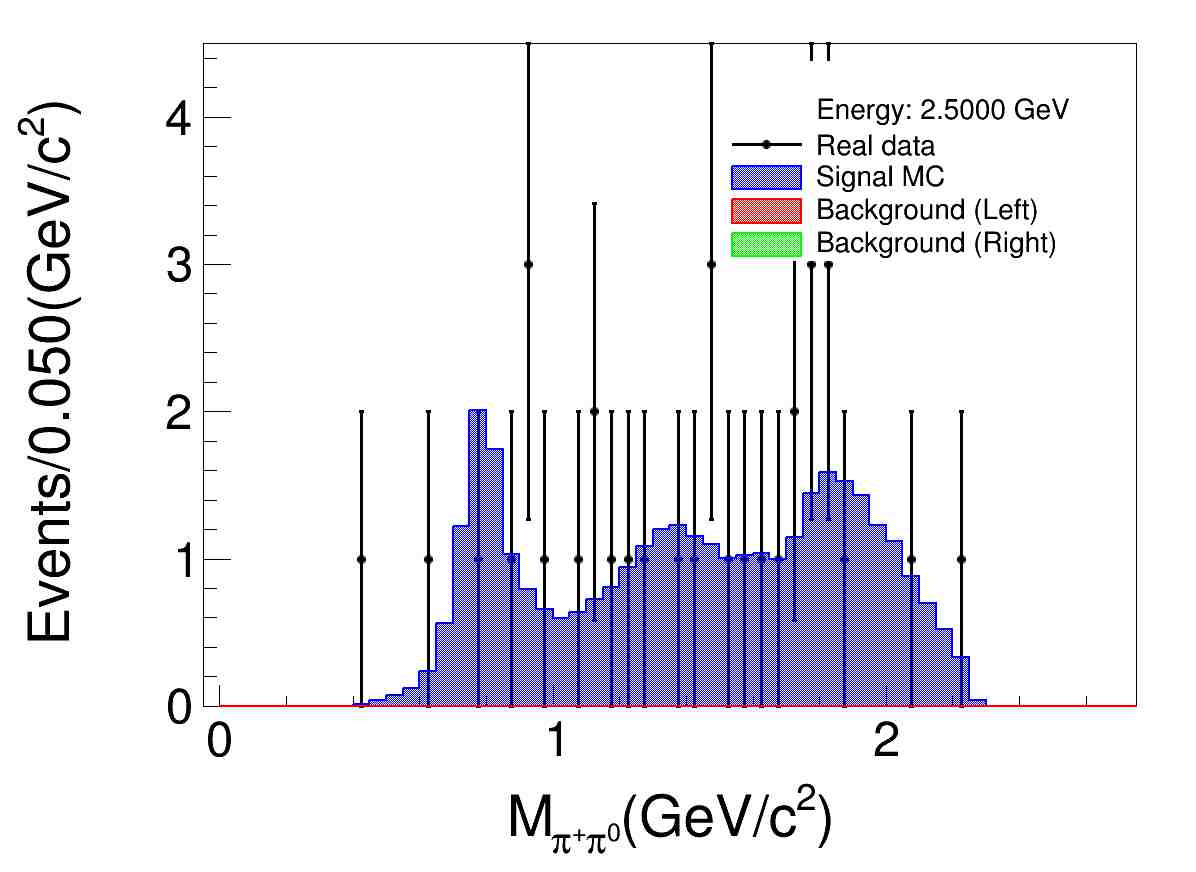 Events/0.050(GeV/c²)
4
3
2
1
0
Energy: 2.5000 GeV
Real data
Signal MC
Background (Left)
Background (Right)
0 1 2
M_π⁺π⁰(GeV/c²)